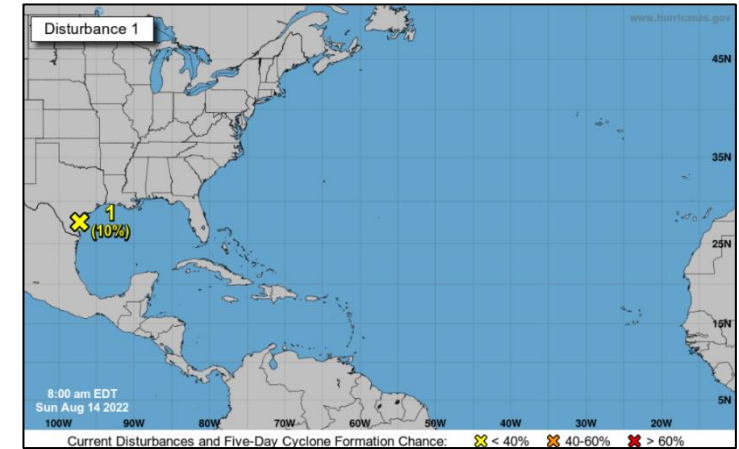 Disturbance 1
www.hurricanes.gov
45N
35N
1
(10%)
25N
15N
8:00 am EDT
Sun Aug 14 2022
5N
100W 90W 80W 70W 60W 50W 40W 30W 20W
Current Disturbances and Five-Day Cyclone Formation Chance: < 40% 40-60% > 60%